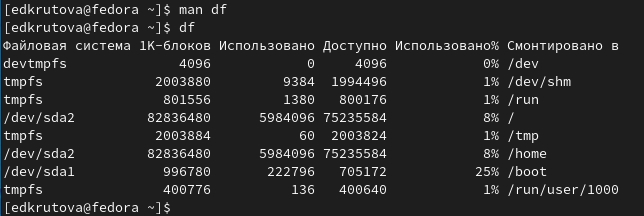 [edkrutova@fedora ~]$ man df
[edkrutova@fedora ~]$ df
Файловая система 1K-блоков Использовано Доступно Использовано% Смонтировано в
devtmpfs 4096 0 4096 0% /dev
tmpfs 2003880 9384 1994496 1% /dev/shm
tmpfs 801556 1380 800176 1% /run
/dev/sda2 82836480 5984096 75235584 8% /
tmpfs 2003884 60 2003824 1% /tmp
/dev/sda2 82836480 5984096 75235584 8% /home
/dev/sda1 996780 222796 705172 25% /boot
tmpfs 400776 136 400640 1% /run/user/1000
[edkrutova@fedora ~]$